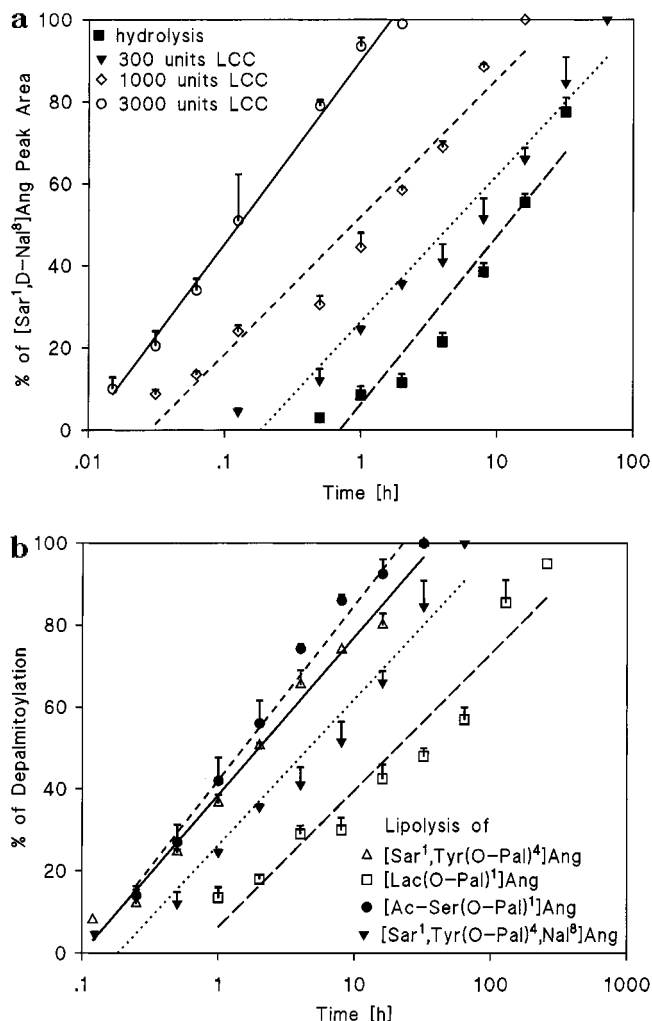 a
% of [Sar¹,D-Nal⁸]Ang Peak Area
100
80
60
40
20
0
hydrolysis
300 units LCC
1000 units LCC
3000 units LCC
.01 .1 1 10 100
Time [h]
b
% of Depalmitoylation
100
80
60
40
20
0
Lipolysis of
[Sar¹,Tyr(O-Pal)⁴]Ang
[Lac(O-Pal)¹]Ang
[Ac-Ser(O-Pal)¹]Ang
[Sar¹,Tyr(O-Pal)⁴,Nal⁸]Ang
.1 1 10 100 1000
Time [h]